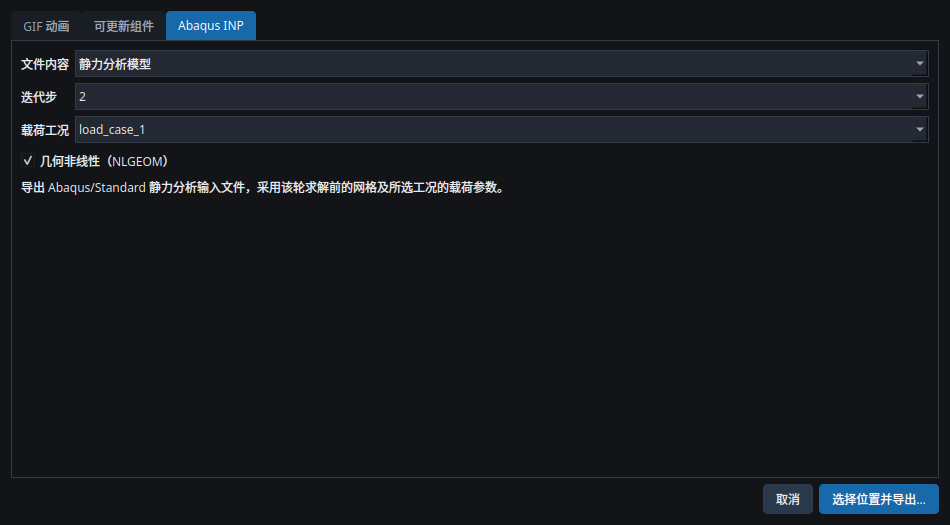 GIF 动画 可更新组件 Abaqus INP
文件内容 静力分析模型
迭代步 2
载荷工况 load_case_1
几何非线性（NLGEOM）
导出 Abaqus/Standard 静力分析输入文件，采用该轮求解前的网格及所选工况的载荷参数。
取消 选择位置并导出...